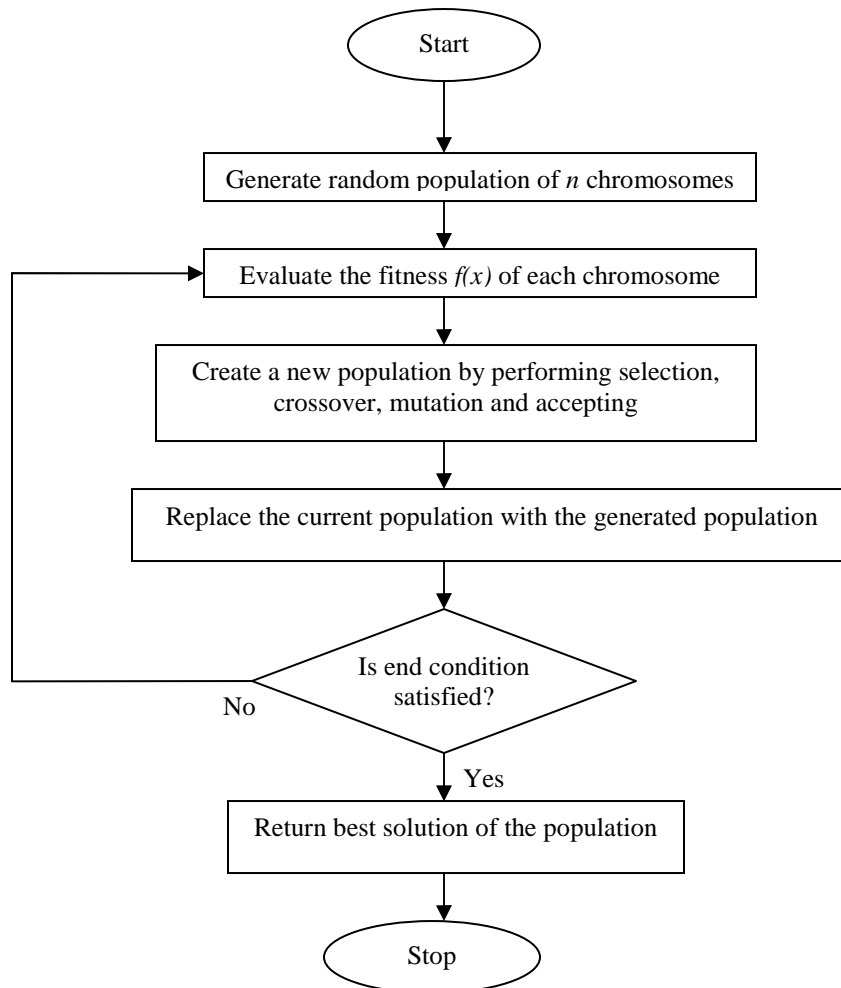 Start
Generate random population of n chromosomes
Evaluate the fitness f(x) of each chromosome
Create a new population by performing selection,
crossover, mutation and accepting
Replace the current population with the generated population
Is end condition
satisfied?
No
Yes
Return best solution of the population
Stop